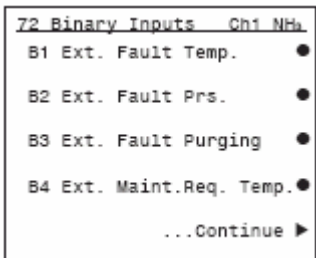 72 Binary Inputs Ch1 NH₃
B1 Ext. Fault Temp. ●
B2 Ext. Fault Prs. ●
B3 Ext. Fault Purging ●
B4 Ext. Maint.Req. Temp. ●
...Continue ▶